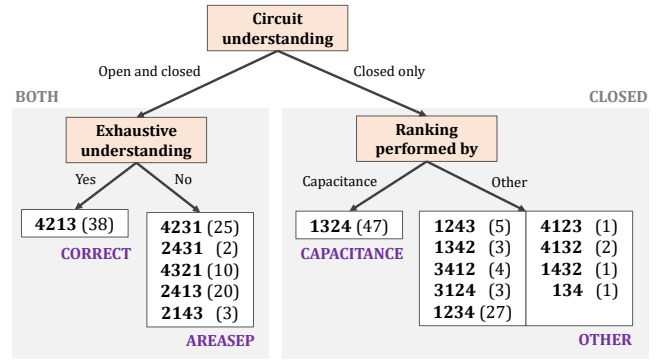 Circuit
understanding
Open and closed
Closed only
BOTH
CLOSED
Exhaustive
understanding
Ranking
performed by
Yes
No
Capacitance
Other
4213 (38)
CORRECT
4231 (25)
2431 (2)
4321 (10)
2413 (20)
2143 (3)
AREASEP
1324 (47)
CAPACITANCE
1243 (5)
1342 (3)
3412 (4)
3124 (3)
1234 (27)
4123 (1)
4132 (2)
1432 (1)
134 (1)
OTHER